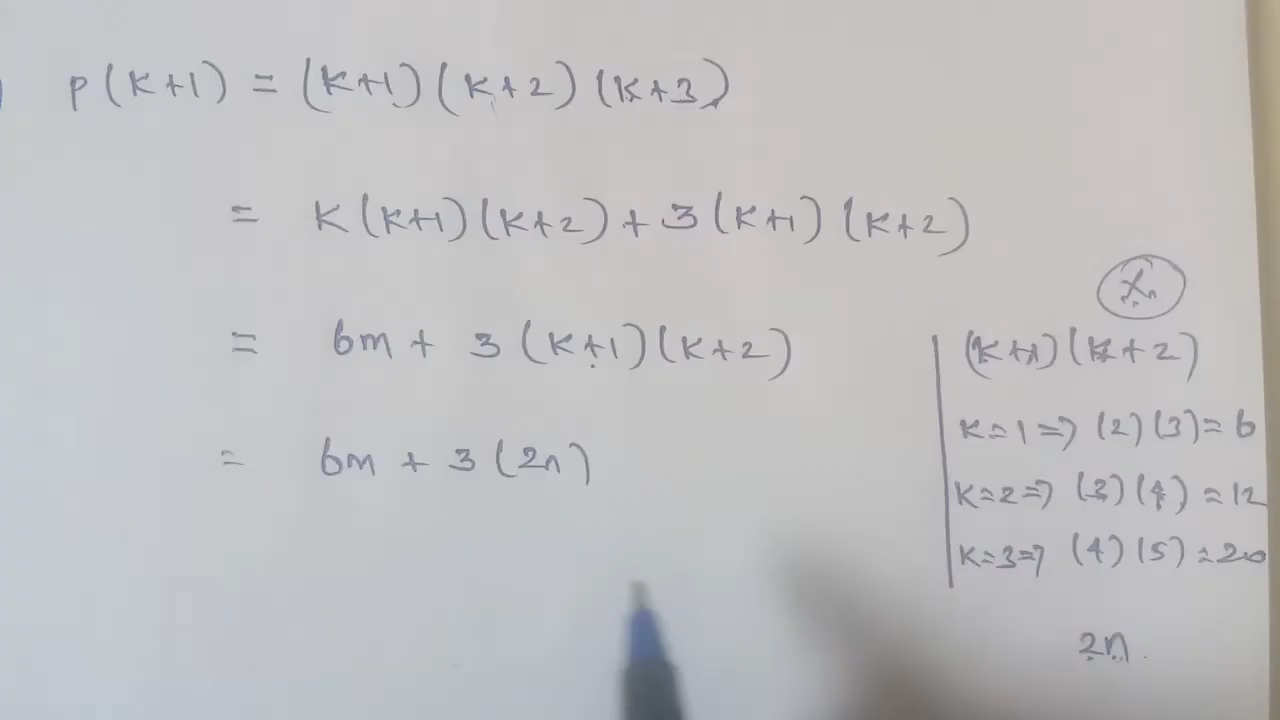 P(k+1) = (k+1)(k+2)(k+3)
= k(k+1)(k+2)+3(k+1)(k+2)
= 6m + 3(k+1)(k+2)
= 6m + 3(2n)
(k+1)(k+2)
k=1⇒ (2)(3)=6
k=2⇒ (3)(4)=12
k=3⇒ (4)(5)=20
2n